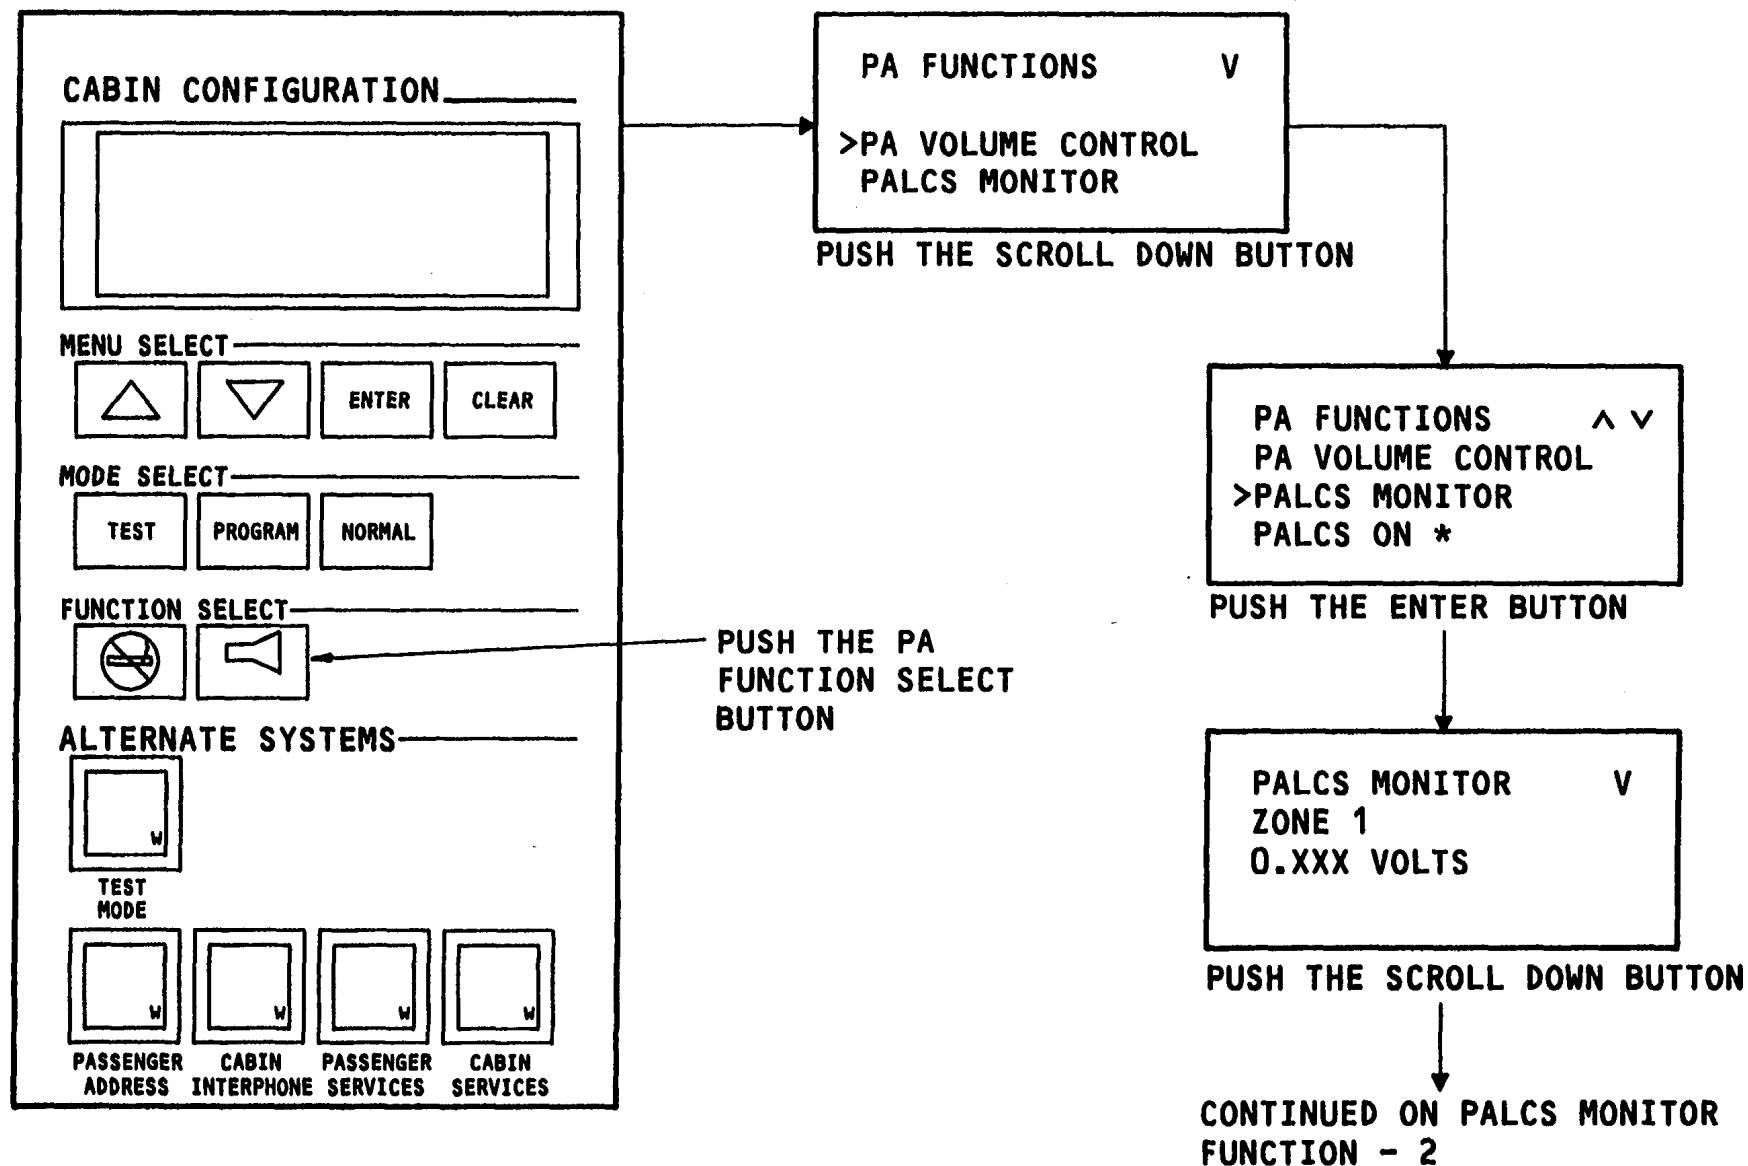 CABIN CONFIGURATION
MENU SELECT
ENTER
CLEAR
MODE SELECT
TEST
PROGRAM
NORMAL
FUNCTION SELECT
PUSH THE PA
FUNCTION SELECT
BUTTON
ALTERNATE SYSTEMS
W
TEST
MODE
W
W
W
W
PASSENGER
ADDRESS
CABIN
INTERPHONE
PASSENGER
SERVICES
CABIN
SERVICES
PA FUNCTIONS V
>PA VOLUME CONTROL
PALCS MONITOR
PUSH THE SCROLL DOWN BUTTON
PA FUNCTIONS ∧ ∨
PA VOLUME CONTROL
>PALCS MONITOR
PALCS ON *
PUSH THE ENTER BUTTON
PALCS MONITOR V
ZONE 1
0.XXX VOLTS
PUSH THE SCROLL DOWN BUTTON
CONTINUED ON PALCS MONITOR
FUNCTION - 2